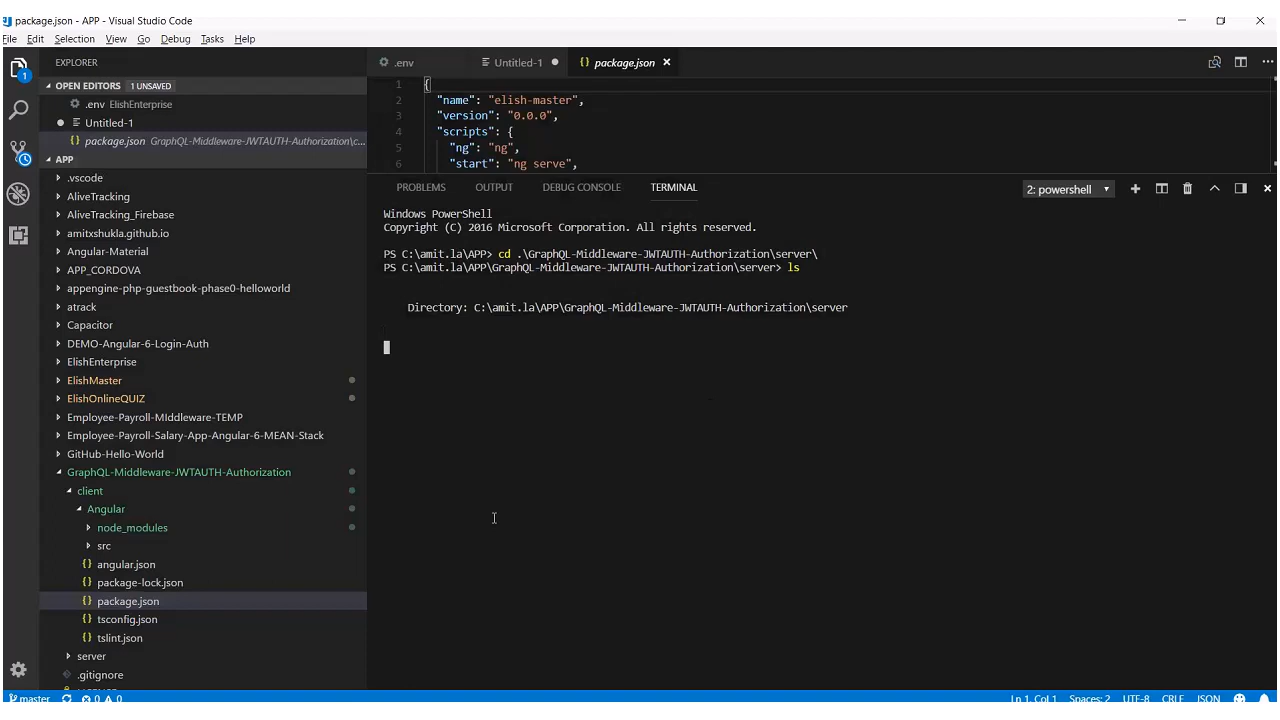 package.json - APP - Visual Studio Code
File Edit Selection View Go Debug Tasks Help
EXPLORER
OPEN EDITORS 1 UNSAVED
.env ElishEnterprise
Untitled-1
package.json GraphQL-Middleware-JWTAUTH-Authorization\c...
APP
.vscode
AliveTracking
AliveTracking_Firebase
amitxshukla.github.io
Angular-Material
APP_CORDOVA
appengine-php-guestbook-phase0-helloworld
atrack
Capacitor
DEMO-Angular-6-Login-Auth
ElishEnterprise
ElishMaster
ElishOnlineQUIZ
Employee-Payroll-MIddleware-TEMP
Employee-Payroll-Salary-App-Angular-6-MEAN-Stack
GitHub-Hello-World
GraphQL-Middleware-JWTAUTH-Authorization
client
Angular
node_modules
src
{} angular.json
{} package-lock.json
{} package.json
{} tsconfig.json
{} tslint.json
server
.gitignore
.env
Untitled-1
{} package.json
1 {
2 "name": "elish-master",
3 "version": "0.0.0",
4 "scripts": {
5 "ng": "ng",
6 "start": "ng serve",
PROBLEMS OUTPUT DEBUG CONSOLE TERMINAL
2: powershell
Windows PowerShell
Copyright (C) 2016 Microsoft Corporation. All rights reserved.
PS C:\amit.la\APP> cd .\GraphQL-Middleware-JWTAUTH-Authorization\server\
PS C:\amit.la\APP\GraphQL-Middleware-JWTAUTH-Authorization\server> ls
Directory: C:\amit.la\APP\GraphQL-Middleware-JWTAUTH-Authorization\server
master 0 0
Ln 1, Col 1 Spaces: 2 UTF-8 CRLF JSON